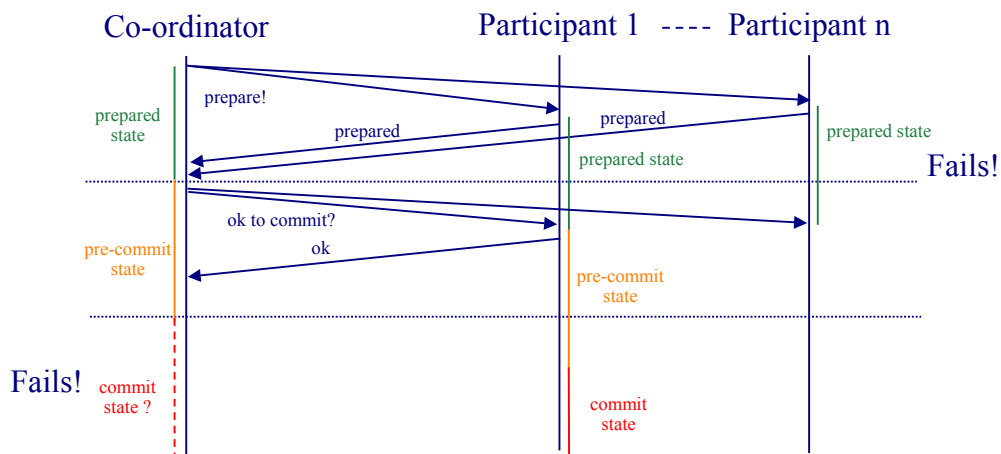 Co-ordinator
Participant 1 ---- Participant n
prepare!
prepared
state
prepared
prepared
prepared state
prepared state
Fails!
ok to commit?
ok
pre-commit
state
pre-commit
state
Fails!
commit
state ?
commit
state